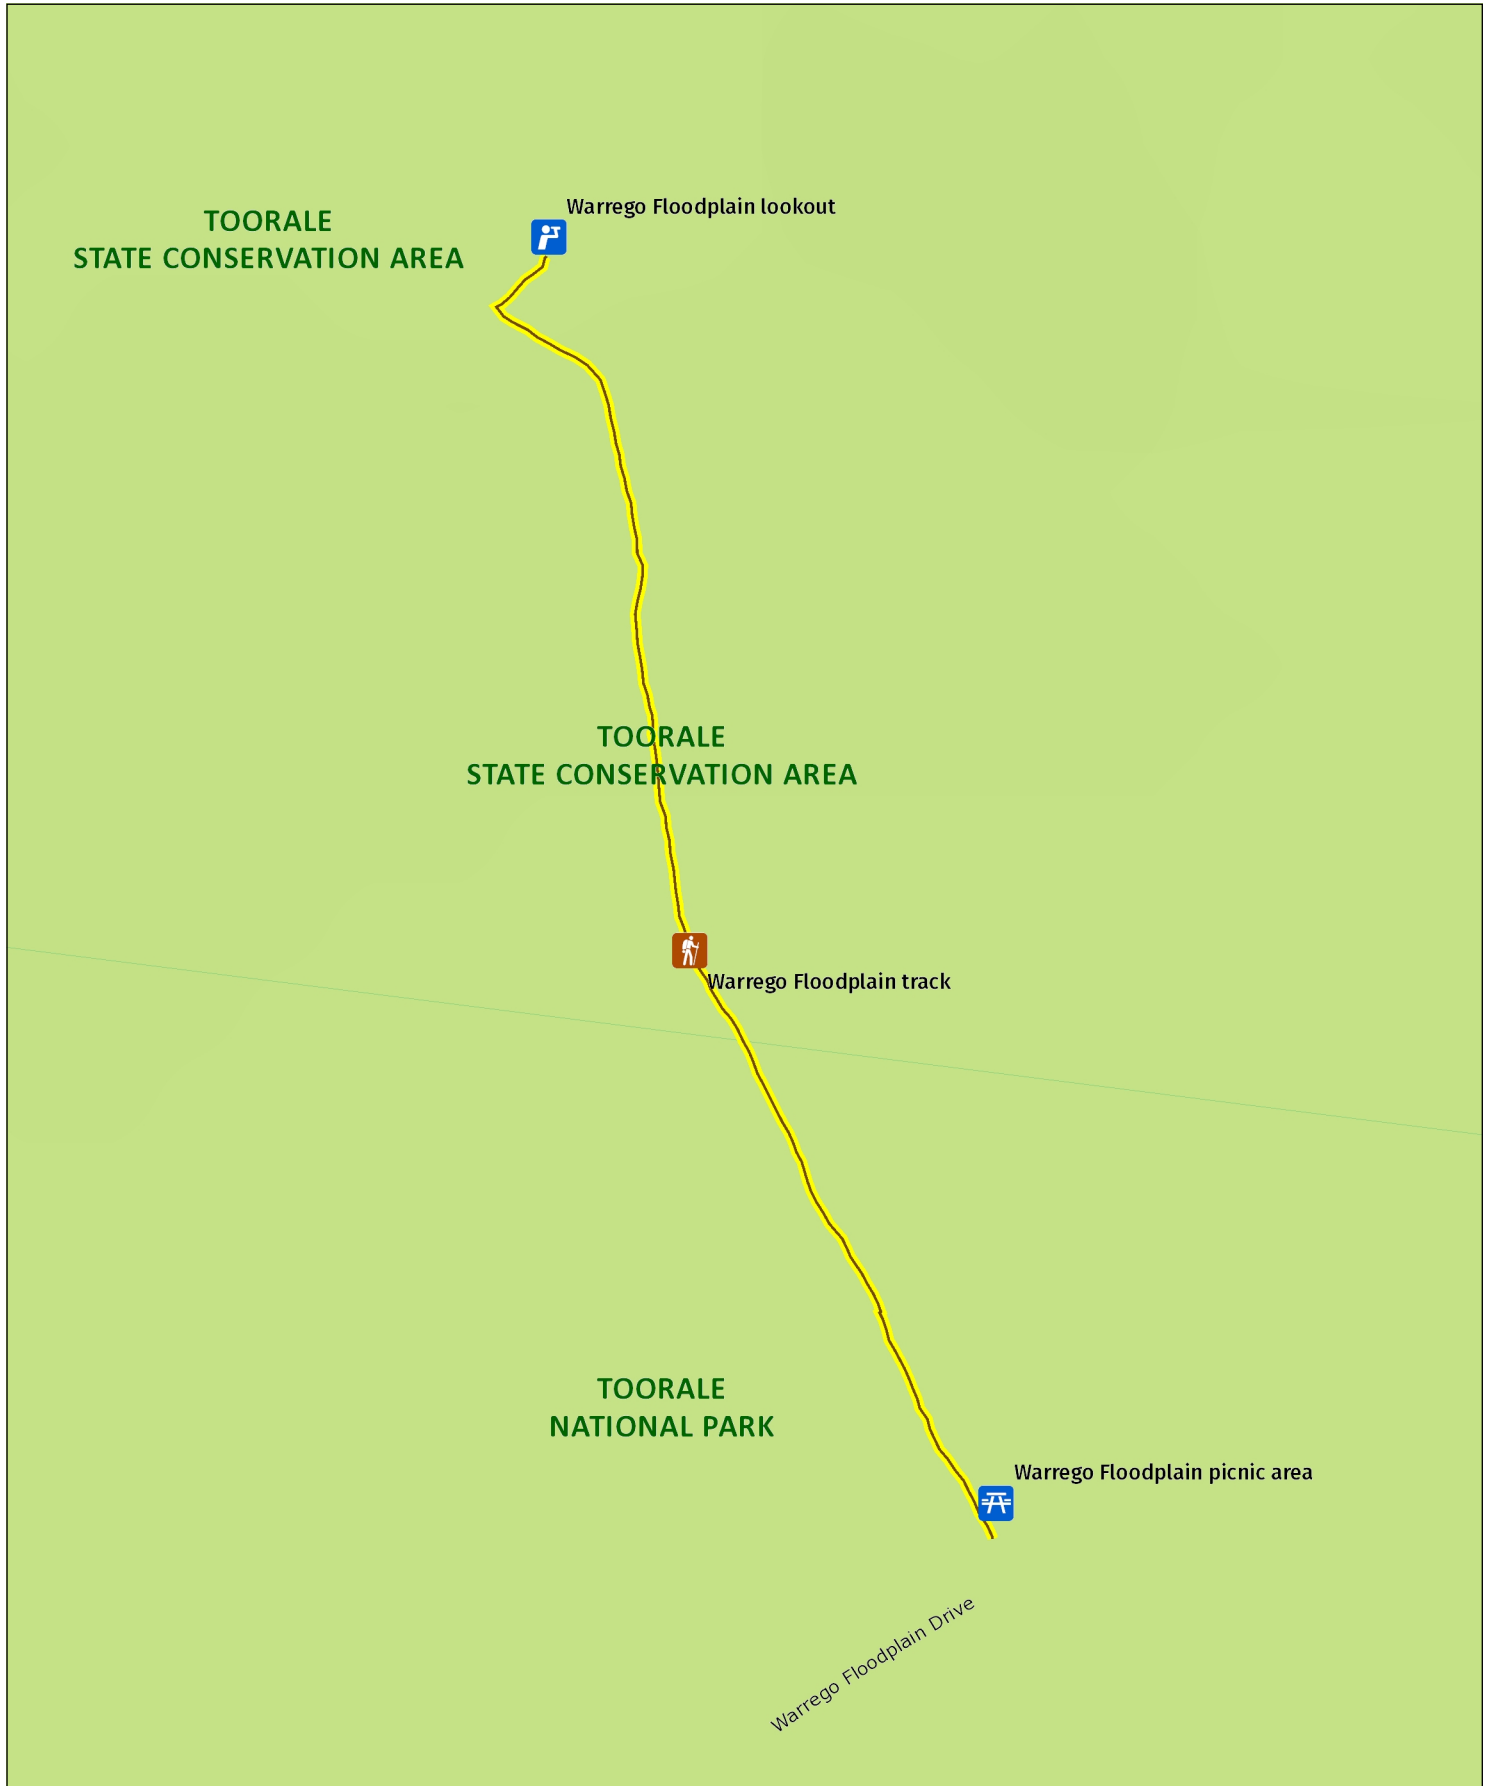 Warrego Floodplain lookout
TOORALE
STATE CONSERVATION AREA
TOORALE
STATE CONSERVATION AREA
Warrego Floodplain track
TOORALE
NATIONAL PARK
Warrego Floodplain picnic area
Warrego Floodplain Drive